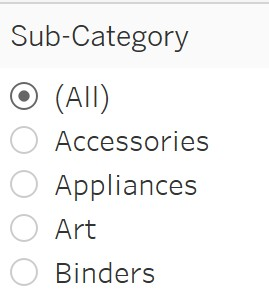 Sub-Category
(All)
Accessories
Appliances
Art
Binders